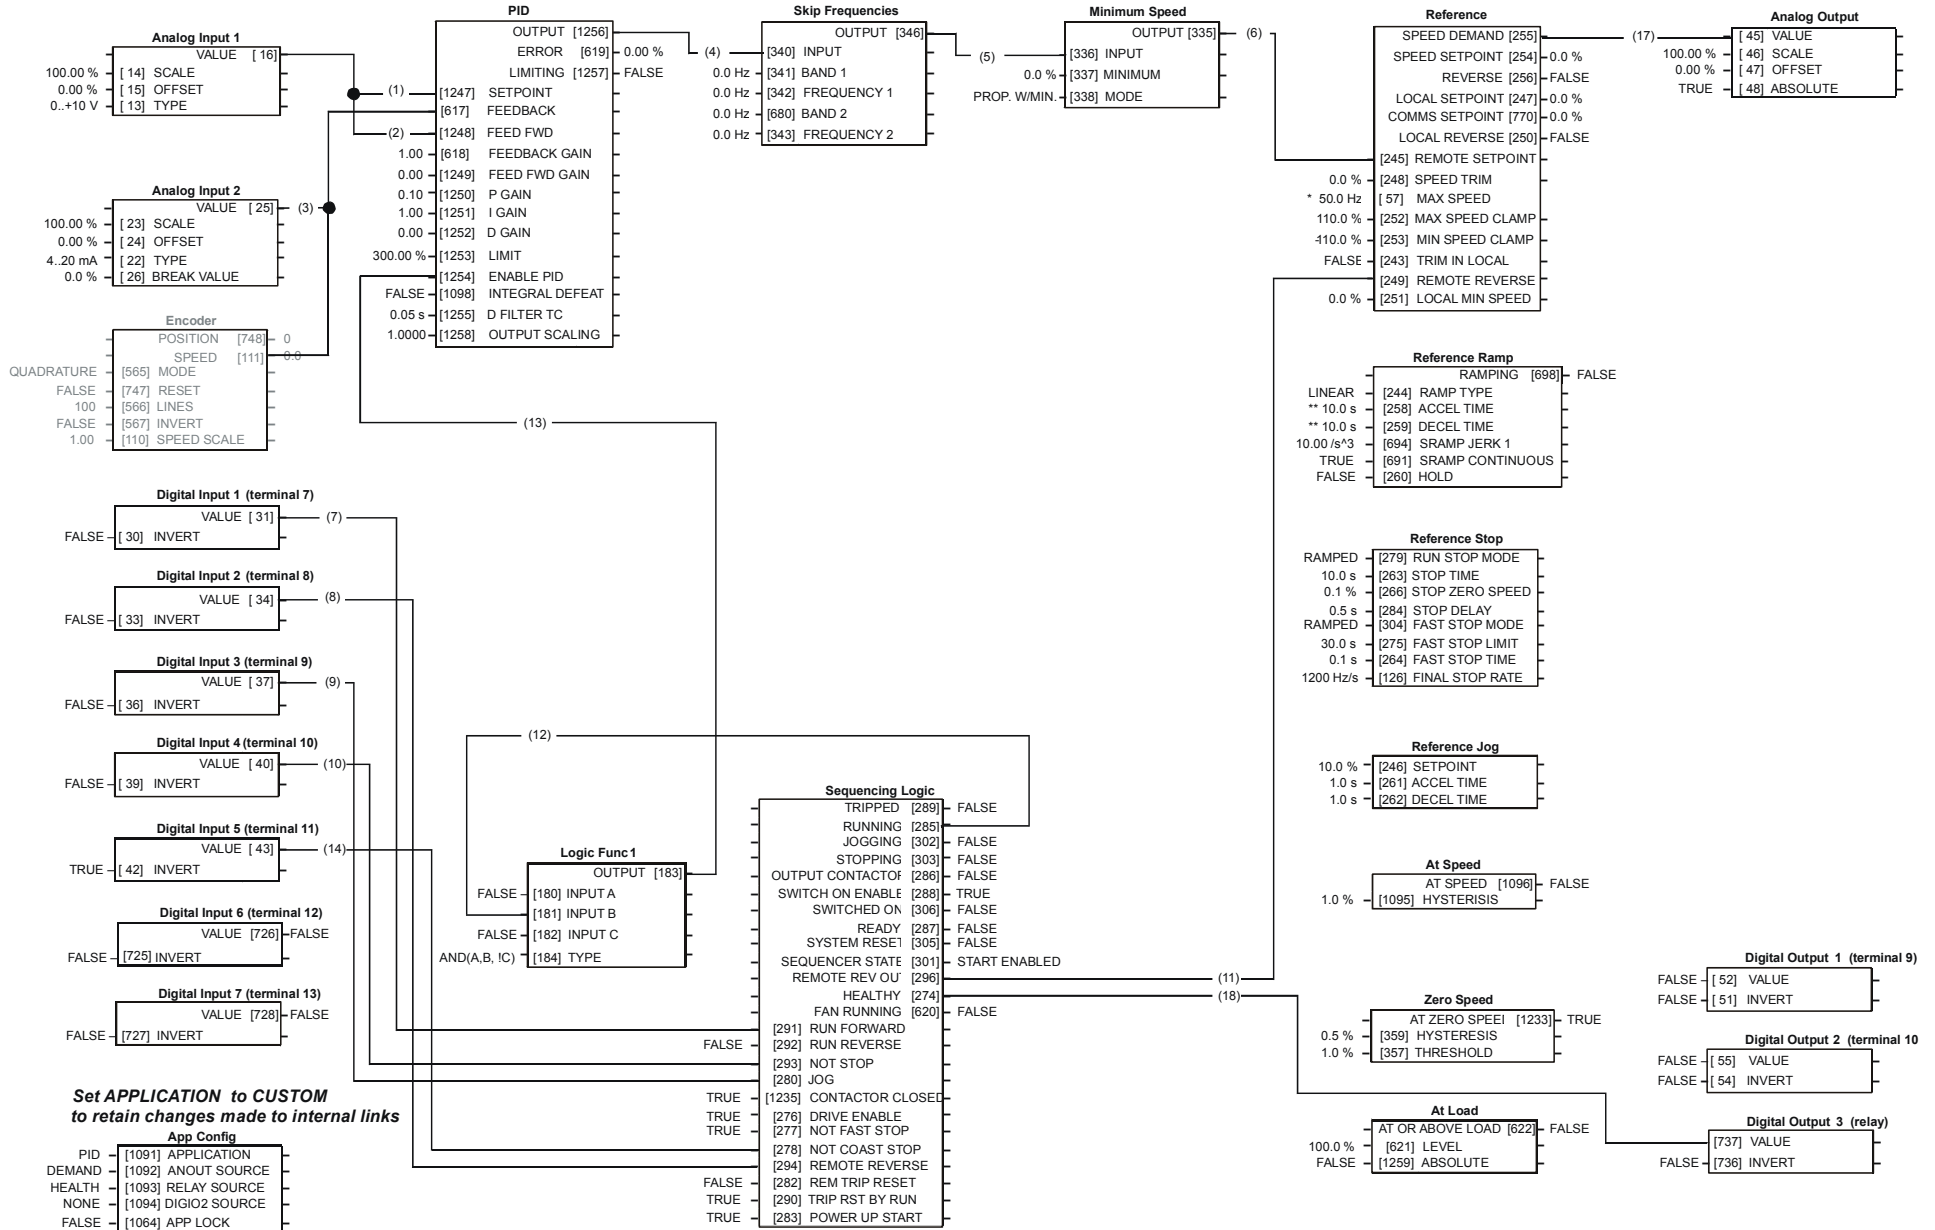 Analog Input 1
VALUE [ 16]
100.00 % [ 14] SCALE
0.00 % [ 15] OFFSET
0..+10 V [ 13] TYPE
Analog Input 2
VALUE [ 25] (3)
100.00 % [ 23] SCALE
0.00 % [ 24] OFFSET
4..20 mA [ 22] TYPE
0.0 % [ 26] BREAK VALUE
Encoder
POSITION [748] 0
SPEED [111] 0.0
QUADRATURE [565] MODE
FALSE [747] RESET
100 [566] LINES
FALSE [567] INVERT
1.00 [110] SPEED SCALE
Digital Input 1 (terminal 7)
VALUE [ 31] (7)
FALSE [ 30] INVERT
Digital Input 2 (terminal 8)
VALUE [ 34] (8)
FALSE [ 33] INVERT
Digital Input 3 (terminal 9)
VALUE [ 37] (9)
FALSE [ 36] INVERT
Digital Input 4 (terminal 10)
VALUE [ 40] (10)
FALSE [ 39] INVERT
Digital Input 5 (terminal 11)
VALUE [ 43] (14)
TRUE [ 42] INVERT
Digital Input 6 (terminal 12)
VALUE [726] FALSE
FALSE [725] INVERT
Digital Input 7 (terminal 13)
VALUE [728] FALSE
FALSE [727] INVERT
Set APPLICATION to CUSTOM
to retain changes made to internal links
App Config
PID [1091] APPLICATION
DEMAND [1092] ANOUT SOURCE
HEALTH [1093] RELAY SOURCE
NONE [1094] DIGIO2 SOURCE
FALSE [1064] APP LOCK
PID
OUTPUT [1256]
ERROR [619] 0.00 %
LIMITING [1257] FALSE
(1) [1247] SETPOINT
[617] FEEDBACK
(2) [1248] FEED FWD
1.00 [618] FEEDBACK GAIN
0.00 [1249] FEED FWD GAIN
0.10 [1250] P GAIN
1.00 [1251] I GAIN
0.00 [1252] D GAIN
300.00 % [1253] LIMIT
[1254] ENABLE PID
FALSE [1098] INTEGRAL DEFEAT
0.05 s [1255] D FILTER TC
1.0000 [1258] OUTPUT SCALING
(13)
(12)
Logic Func1
OUTPUT [183]
FALSE [180] INPUT A
[181] INPUT B
FALSE [182] INPUT C
AND(A,B, !C) [184] TYPE
Skip Frequencies
OUTPUT [346]
(4) [340] INPUT
0.0 Hz [341] BAND 1
0.0 Hz [342] FREQUENCY 1
0.0 Hz [680] BAND 2
0.0 Hz [343] FREQUENCY 2
Sequencing Logic
TRIPPED [289] FALSE
RUNNING [285]
JOGGING [302] FALSE
STOPPING [303] FALSE
OUTPUT CONTACTOF [286] FALSE
SWITCH ON ENABLE [288] TRUE
SWITCHED ON [306] FALSE
READY [287] FALSE
SYSTEM RESET [305] FALSE
SEQUENCER STATE [301] START ENABLED
REMOTE REV OUT [296] (11)
HEALTHY [274] (18)
FAN RUNNING [620] FALSE
[291] RUN FORWARD
FALSE [292] RUN REVERSE
[293] NOT STOP
[280] JOG
TRUE [1235] CONTACTOR CLOSED
TRUE [276] DRIVE ENABLE
TRUE [277] NOT FAST STOP
[278] NOT COAST STOP
[294] REMOTE REVERSE
FALSE [282] REM TRIP RESET
TRUE [290] TRIP RST BY RUN
TRUE [283] POWER UP START
Minimum Speed
OUTPUT [335] (6)
(5) [336] INPUT
0.0 % [337] MINIMUM
PROP. W/MIN. [338] MODE
Reference
SPEED DEMAND [255] (17)
SPEED SETPOINT [254] 0.0 %
REVERSE [256] FALSE
LOCAL SETPOINT [247] 0.0 %
COMMS SETPOINT [770] 0.0 %
LOCAL REVERSE [250] FALSE
[245] REMOTE SETPOINT
0.0 % [248] SPEED TRIM
* 50.0 Hz [ 57] MAX SPEED
110.0 % [252] MAX SPEED CLAMP
-110.0 % [253] MIN SPEED CLAMP
FALSE [243] TRIM IN LOCAL
[249] REMOTE REVERSE
0.0 % [251] LOCAL MIN SPEED
Reference Ramp
RAMPING [698] FALSE
LINEAR [244] RAMP TYPE
** 10.0 s [258] ACCEL TIME
** 10.0 s [259] DECEL TIME
10.00 /s^3 [694] SRAMP JERK 1
TRUE [691] SRAMP CONTINUOUS
FALSE [260] HOLD
Reference Stop
RAMPED [279] RUN STOP MODE
10.0 s [263] STOP TIME
0.1 % [266] STOP ZERO SPEED
0.5 s [284] STOP DELAY
RAMPED [304] FAST STOP MODE
30.0 s [275] FAST STOP LIMIT
0.1 s [264] FAST STOP TIME
1200 Hz/s [126] FINAL STOP RATE
Reference Jog
10.0 % [246] SETPOINT
1.0 s [261] ACCEL TIME
1.0 s [262] DECEL TIME
At Speed
AT SPEED [1096] FALSE
1.0 % [1095] HYSTERISIS
Zero Speed
AT ZERO SPEEI [1233] TRUE
0.5 % [359] HYSTERESIS
1.0 % [357] THRESHOLD
At Load
AT OR ABOVE LOAD [622] FALSE
100.0 % [621] LEVEL
FALSE [1259] ABSOLUTE
Analog Output
[ 45] VALUE
100.00 % [ 46] SCALE
0.00 % [ 47] OFFSET
TRUE [ 48] ABSOLUTE
Digital Output 1 (terminal 9)
FALSE [ 52] VALUE
FALSE [ 51] INVERT
Digital Output 2 (terminal 10
FALSE [ 55] VALUE
FALSE [ 54] INVERT
Digital Output 3 (relay)
[737] VALUE
FALSE [736] INVERT